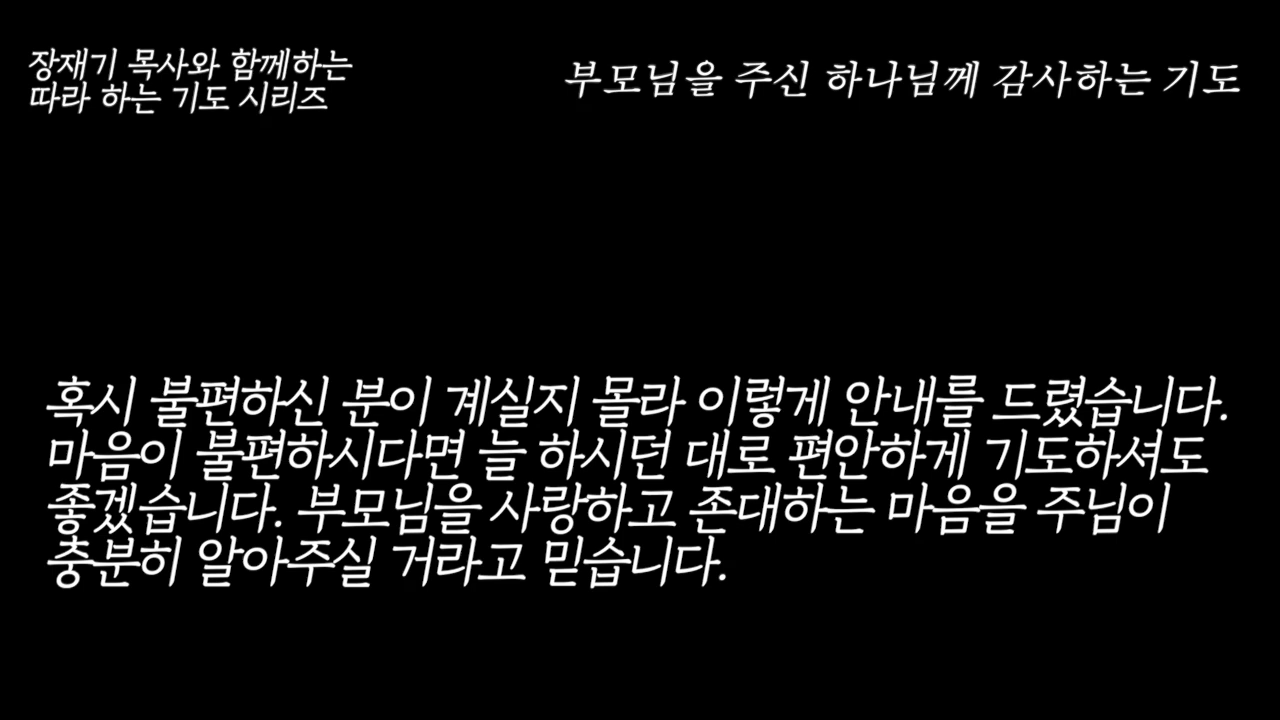 장재기 목사와 함께하는
따라 하는 기도 시리즈
부모님을 주신 하나님께 감사하는 기도
혹시 불편하신 분이 계실지 몰라 이렇게 안내를 드렸습니다.
마음이 불편하시다면 늘 하시던 대로 편안하게 기도하셔도
좋겠습니다. 부모님을 사랑하고 존대하는 마음을 주님이
충분히 알아주실 거라고 믿습니다.